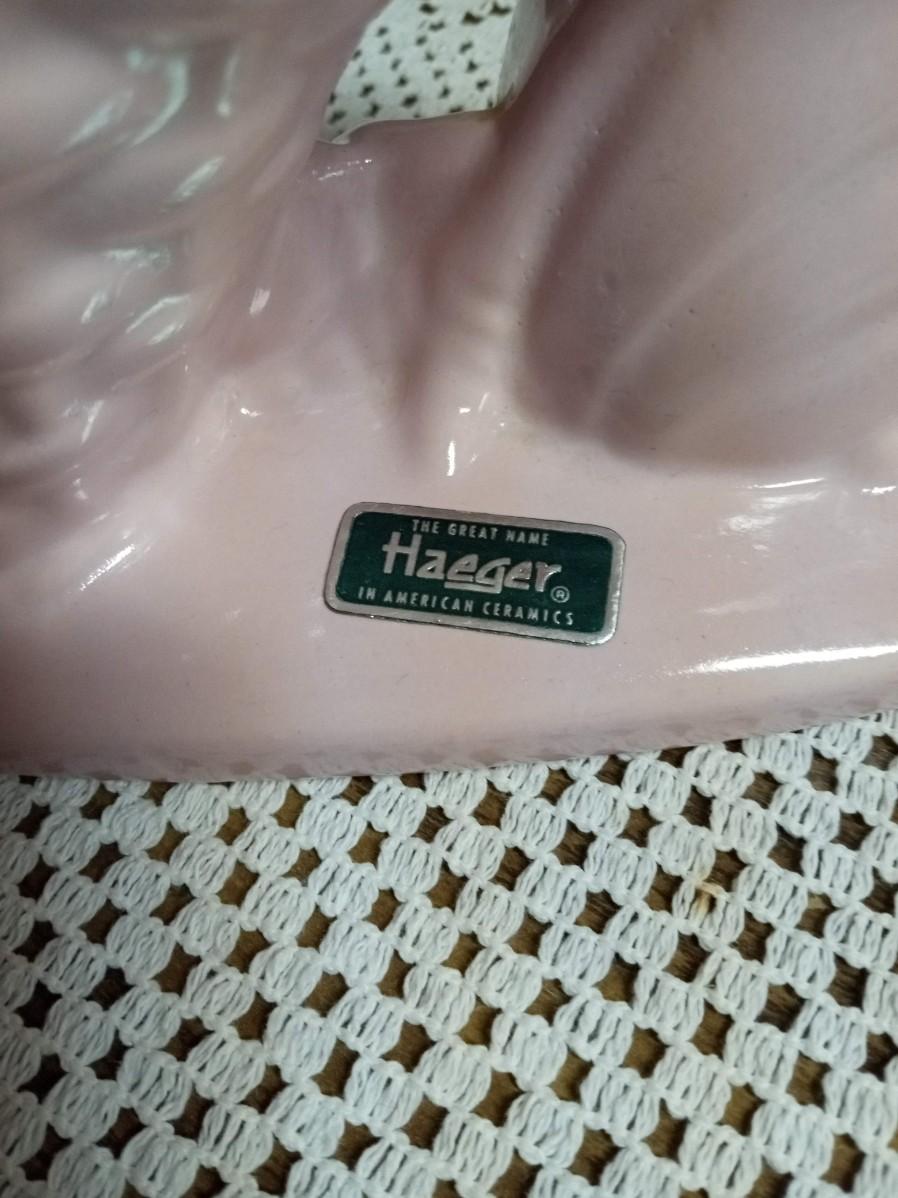 THE GREAT NAME
Haeger®
IN AMERICAN CERAMICS